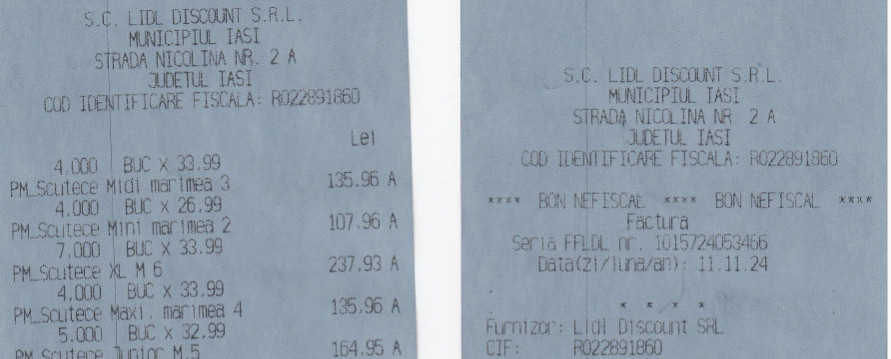 S.C. LIDL DISCOUNT S.R.L.
MUNICIPIUL IASI
STRADA NICOLINA NR. 2 A
JUDETUL IASI
COD IDENTIFICARE FISCALA: RO22891860
Lei
4.000 BUC X 33.99
PM_Scutece Midi marimea 3 135.96 A
4.000 BUC X 26.99
PM_Scutece Mini marimea 2 107.96 A
7.000 BUC X 33.99
PM_Scutece XL M 6 237.93 A
4.000 BUC X 33.99
PM_Scutece Maxi. marimea 4 135.96 A
5.000 BUC X 32.99
PM_Scutece Junior M.5 164.95 A
S.C. LIDL DISCOUNT S.R.L.
MUNICIPIUL IASI
STRADA NICOLINA NR 2 A
JUDETUL IASI
COD IDENTIFICARE FISCALA: RO22891860
**** BON NEFISCAL **** BON NEFISCAL ****
Factura
Seria FFLDL nr. 1015724053466
Data(zi/luna/an): 11.11.24
* * * *
Furnizor: Lidl Discount SRL
CIF: RO22891860